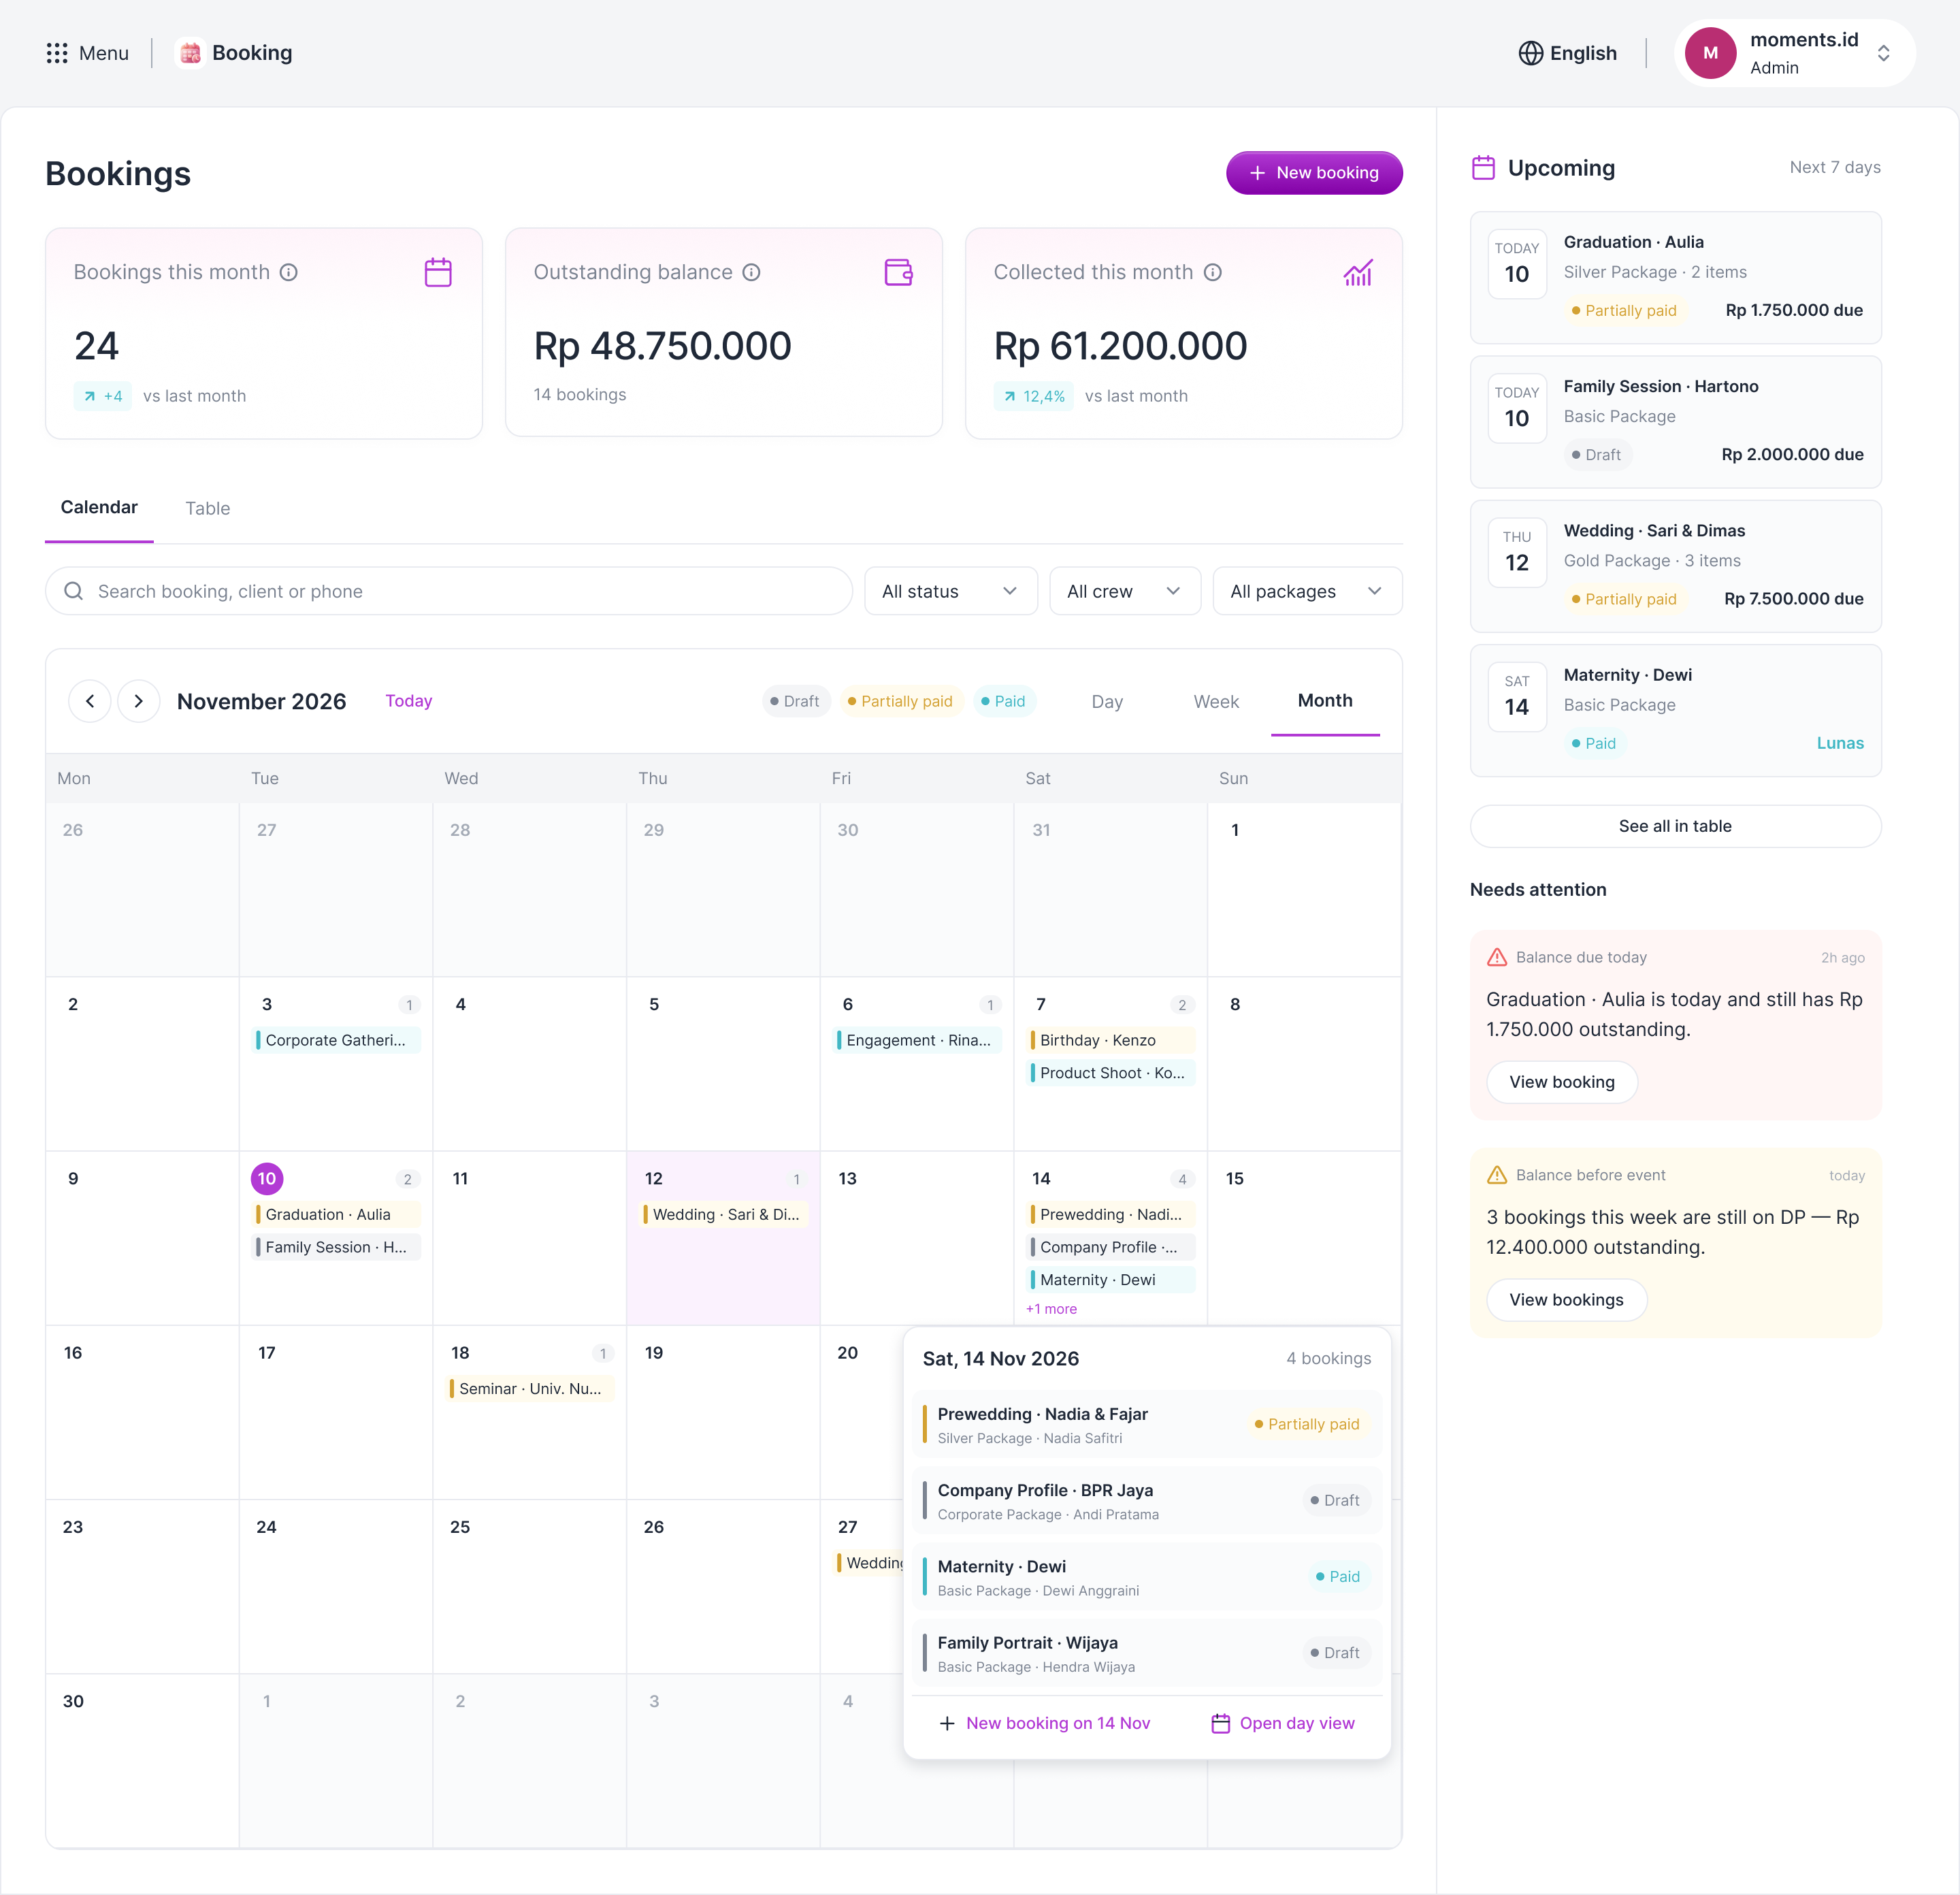 Menu
Booking
English
M
moments.id
Admin
Bookings
New booking
Bookings this month
24
+4 vs last month
Outstanding balance
Rp 48.750.000
14 bookings
Collected this month
Rp 61.200.000
12,4% vs last month
Calendar
Table
Search booking, client or phone
All status
All crew
All packages
November 2026
Today
Draft
Partially paid
Paid
Day
Week
Month
Mon Tue Wed Thu Fri Sat Sun
26 27 28 29 30 31 1
2
3 1
Corporate Gatheri...
4
5
6 1
Engagement · Rina...
7 2
Birthday · Kenzo
Product Shoot · Ko...
8
9
10 2
Graduation · Aulia
Family Session · H...
11
12 1
Wedding · Sari & Di...
13
14 4
Prewedding · Nadi...
Company Profile ·...
Maternity · Dewi
+1 more
15
16
17
18 1
Seminar · Univ. Nu...
19
20
23
24
25
26
27
30
1
2
3
4
Sat, 14 Nov 2026
4 bookings
Prewedding · Nadia & Fajar
Silver Package · Nadia Safitri
Partially paid
Company Profile · BPR Jaya
Corporate Package · Andi Pratama
Draft
Maternity · Dewi
Basic Package · Dewi Anggraini
Paid
Family Portrait · Wijaya
Basic Package · Hendra Wijaya
Draft
New booking on 14 Nov
Open day view
Upcoming
Next 7 days
TODAY
10
Graduation · Aulia
Silver Package · 2 items
Partially paid
Rp 1.750.000 due
TODAY
10
Family Session · Hartono
Basic Package
Draft
Rp 2.000.000 due
THU
12
Wedding · Sari & Dimas
Gold Package · 3 items
Partially paid
Rp 7.500.000 due
SAT
14
Maternity · Dewi
Basic Package
Paid
Lunas
See all in table
Needs attention
Balance due today
2h ago
Graduation · Aulia is today and still has Rp
1.750.000 outstanding.
View booking
Balance before event
today
3 bookings this week are still on DP — Rp
12.400.000 outstanding.
View bookings